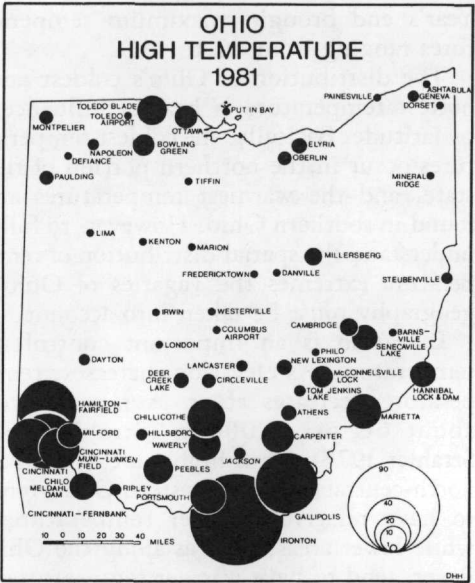 OHIO
HIGH TEMPERATURE
1981
TOLEDO BLADE
TOLEDO AIRPORT
PUT IN BAY
PAINESVILLE
ASHTABULA
GENEVA
DORSET
MONTPELIER
OTTAWA
NAPOLEON
BOWLING GREEN
ELYRIA
DEFIANCE
OBERLIN
PAULDING
TIFFIN
MINERAL RIDGE
LIMA
KENTON
MARION
MILLERSBERG
FREDERICKTOWN
DANVILLE
STEUBENVILLE
IRWIN
WESTERVILLE
COLUMBUS AIRPORT
CAMBRIDGE
BARNSVILLE
SENECAVILLE LAKE
LONDON
PHILO
DAYTON
NEW LEXINGTON
LANCASTER
McCONNELSVILLE LOCK
DEER CREEK LAKE
CIRCLEVILLE
TOM JENKINS LAKE
HANNIBAL LOCK & DAM
HAMILTON–FAIRFIELD
CHILLICOTHE
ATHENS
MARIETTA
MILFORD
HILLSBORO
WAVERLY
CARPENTER
CINCINNATI MUNI-LUNKEN FIELD
CINCINNATI
JACKSON
PEEBLES
CHILO MELDAHL DAM
RIPLEY
PORTSMOUTH
GALLIPOLIS
CINCINNATI–FERNBANK
IRONTON
90
40
20
10
10 0 10 20 30 40
MILES
DHH